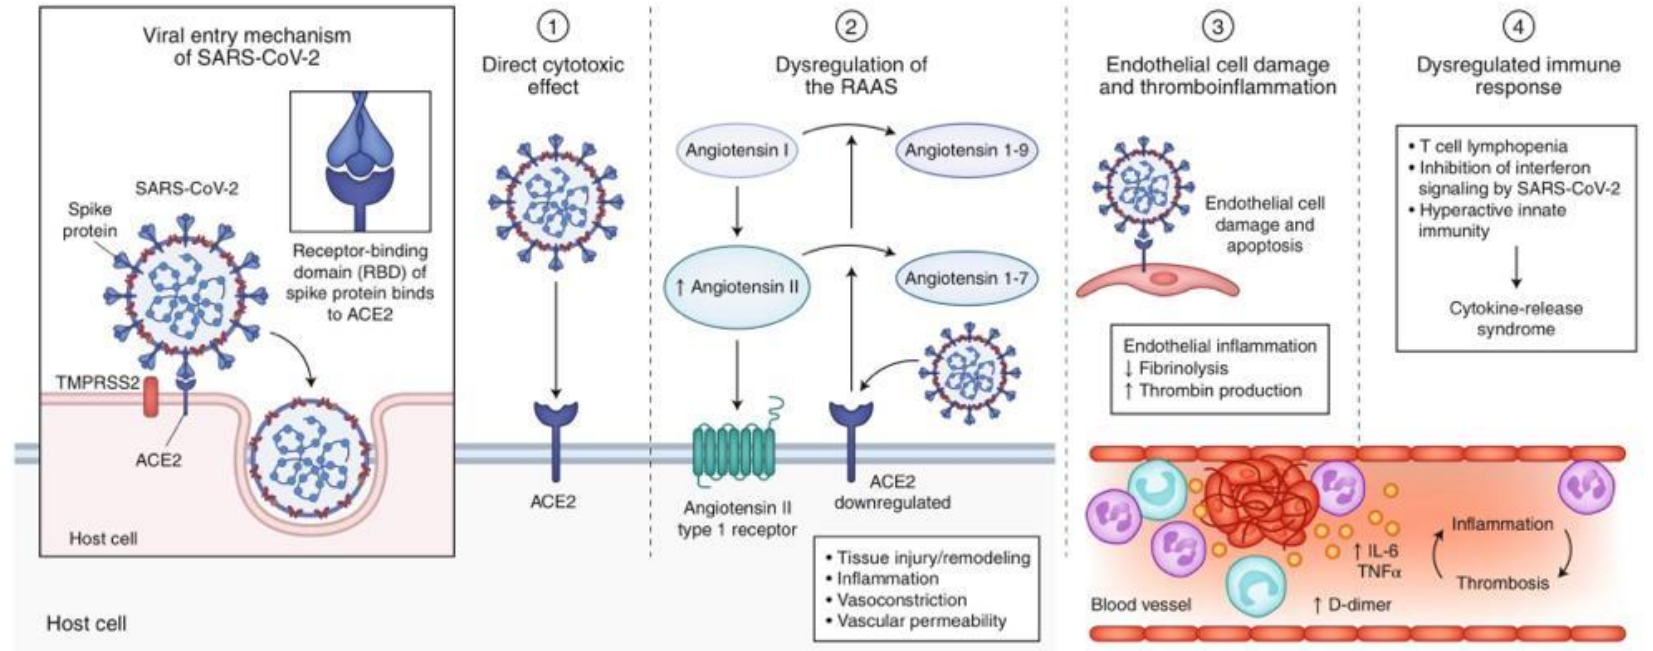 Viral entry mechanism
of SARS-CoV-2
SARS-CoV-2
Spike
protein
Receptor-binding
domain (RBD) of
spike protein binds
to ACE2
TMPRSS2
ACE2
Host cell
Host cell
1
Direct cytotoxic
effect
ACE2
2
Dysregulation of
the RAAS
Angiotensin I
Angiotensin 1-9
↑ Angiotensin II
Angiotensin 1-7
Angiotensin II
type 1 receptor
ACE2
downregulated
• Tissue injury/remodeling
• Inflammation
• Vasoconstriction
• Vascular permeability
3
Endothelial cell damage
and thromboinflammation
Endothelial cell
damage and
apoptosis
Endothelial inflammation
↓ Fibrinolysis
↑ Thrombin production
4
Dysregulated immune
response
• T cell lymphopenia
• Inhibition of interferon
signaling by SARS-CoV-2
• Hyperactive innate
immunity
Cytokine-release
syndrome
Inflammation
↑ IL-6
TNFα
Thrombosis
Blood vessel
↑ D-dimer